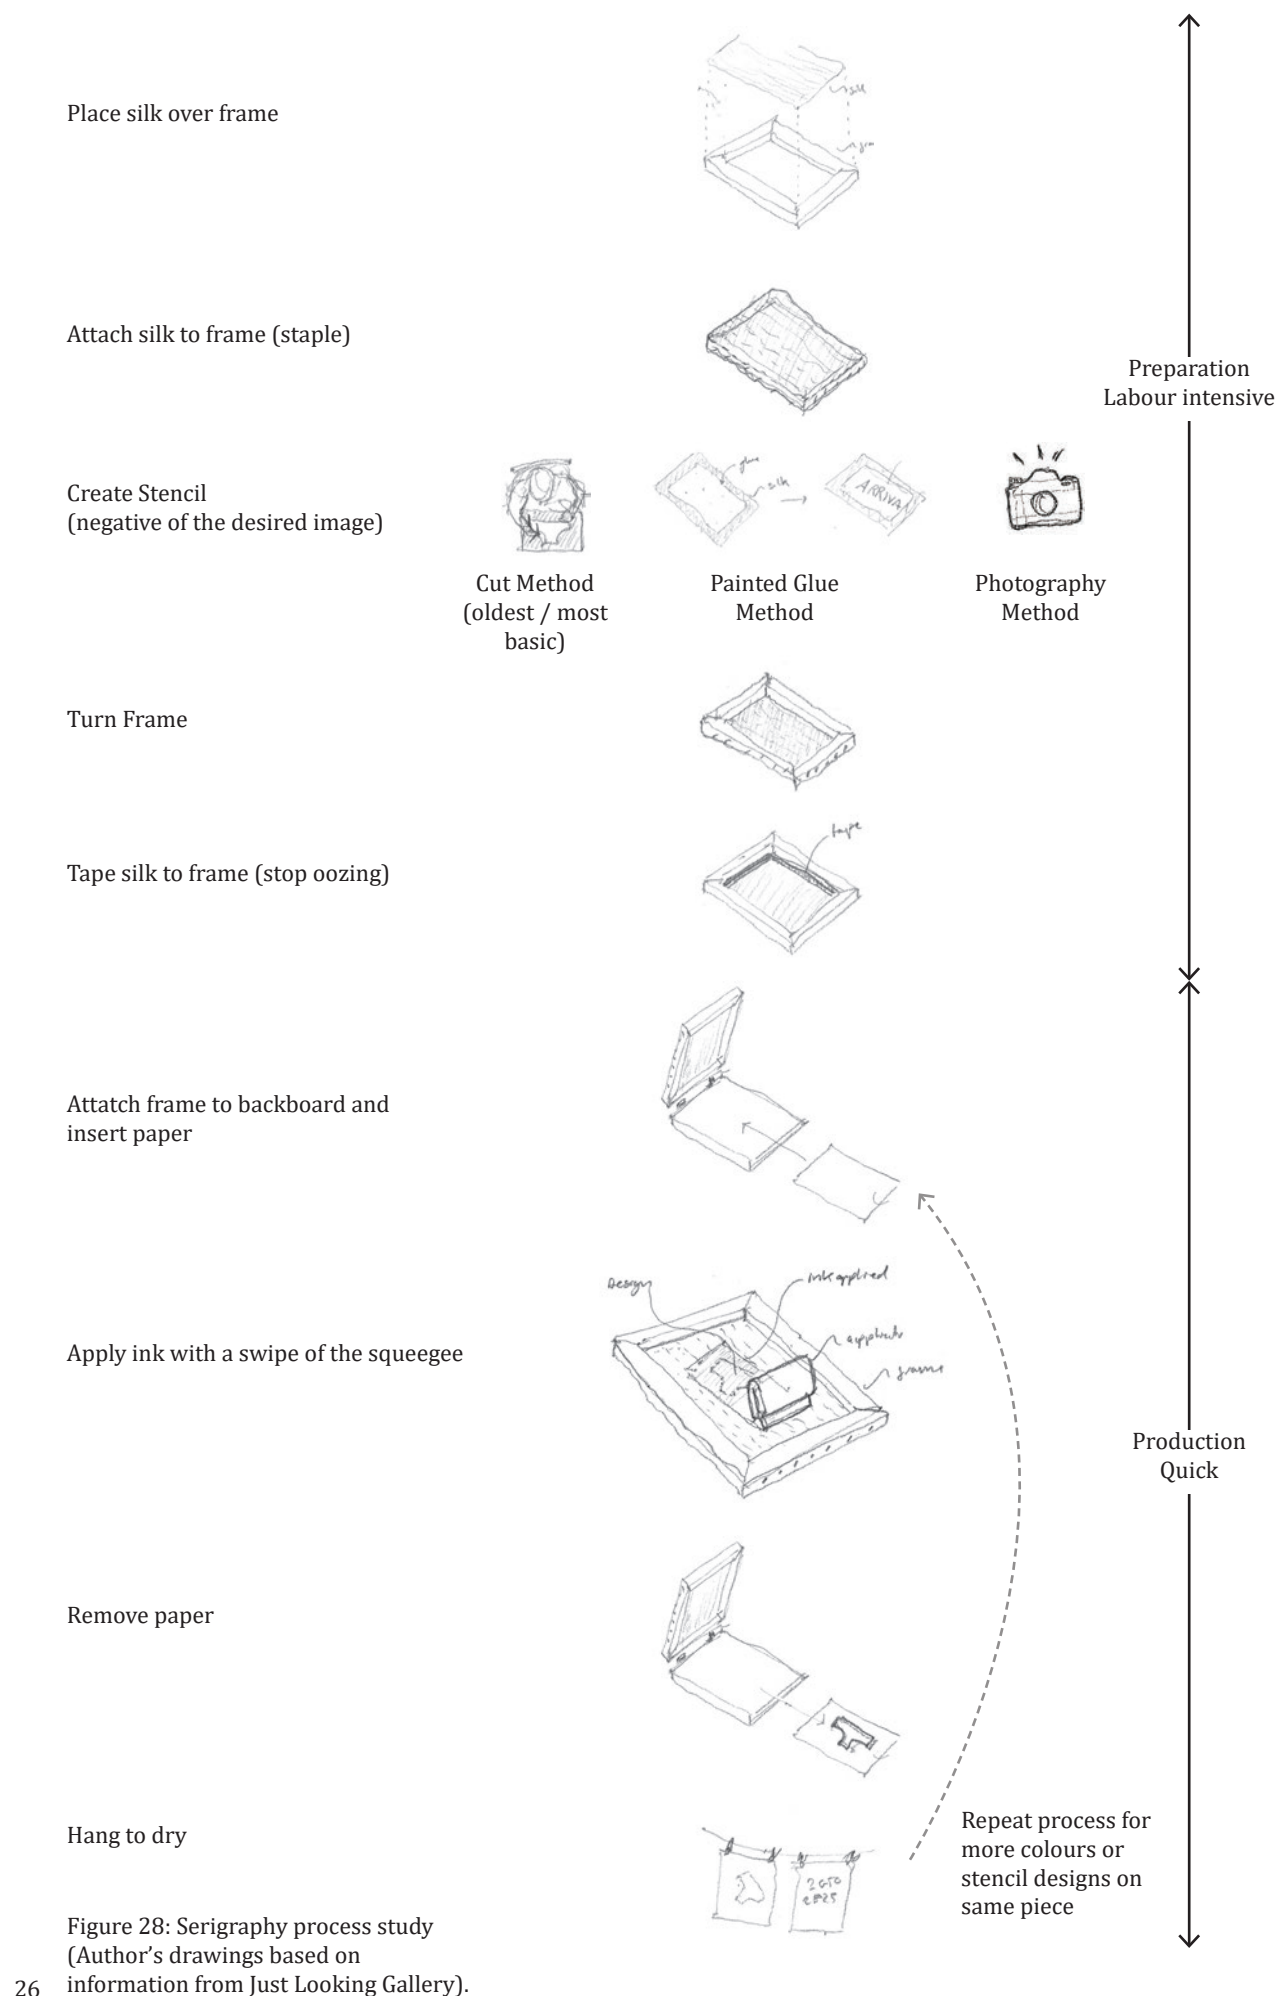 Place silk over frame
silk
Attach silk to frame (staple)
Preparation
Labour intensive
Create Stencil
(negative of the desired image)
glue
silk
ARRIVA
Cut Method
(oldest / most
basic)
Painted Glue
Method
Photography
Method
Turn Frame
tape
Tape silk to frame (stop oozing)
Attatch frame to backboard and
insert paper
Design
ink applied
Apply ink with a swipe of the squeegee
frame
Production
Quick
Remove paper
Hang to dry
Repeat process for
more colours or
stencil designs on
same piece
Figure 28: Serigraphy process study
(Author's drawings based on
information from Just Looking Gallery).
26